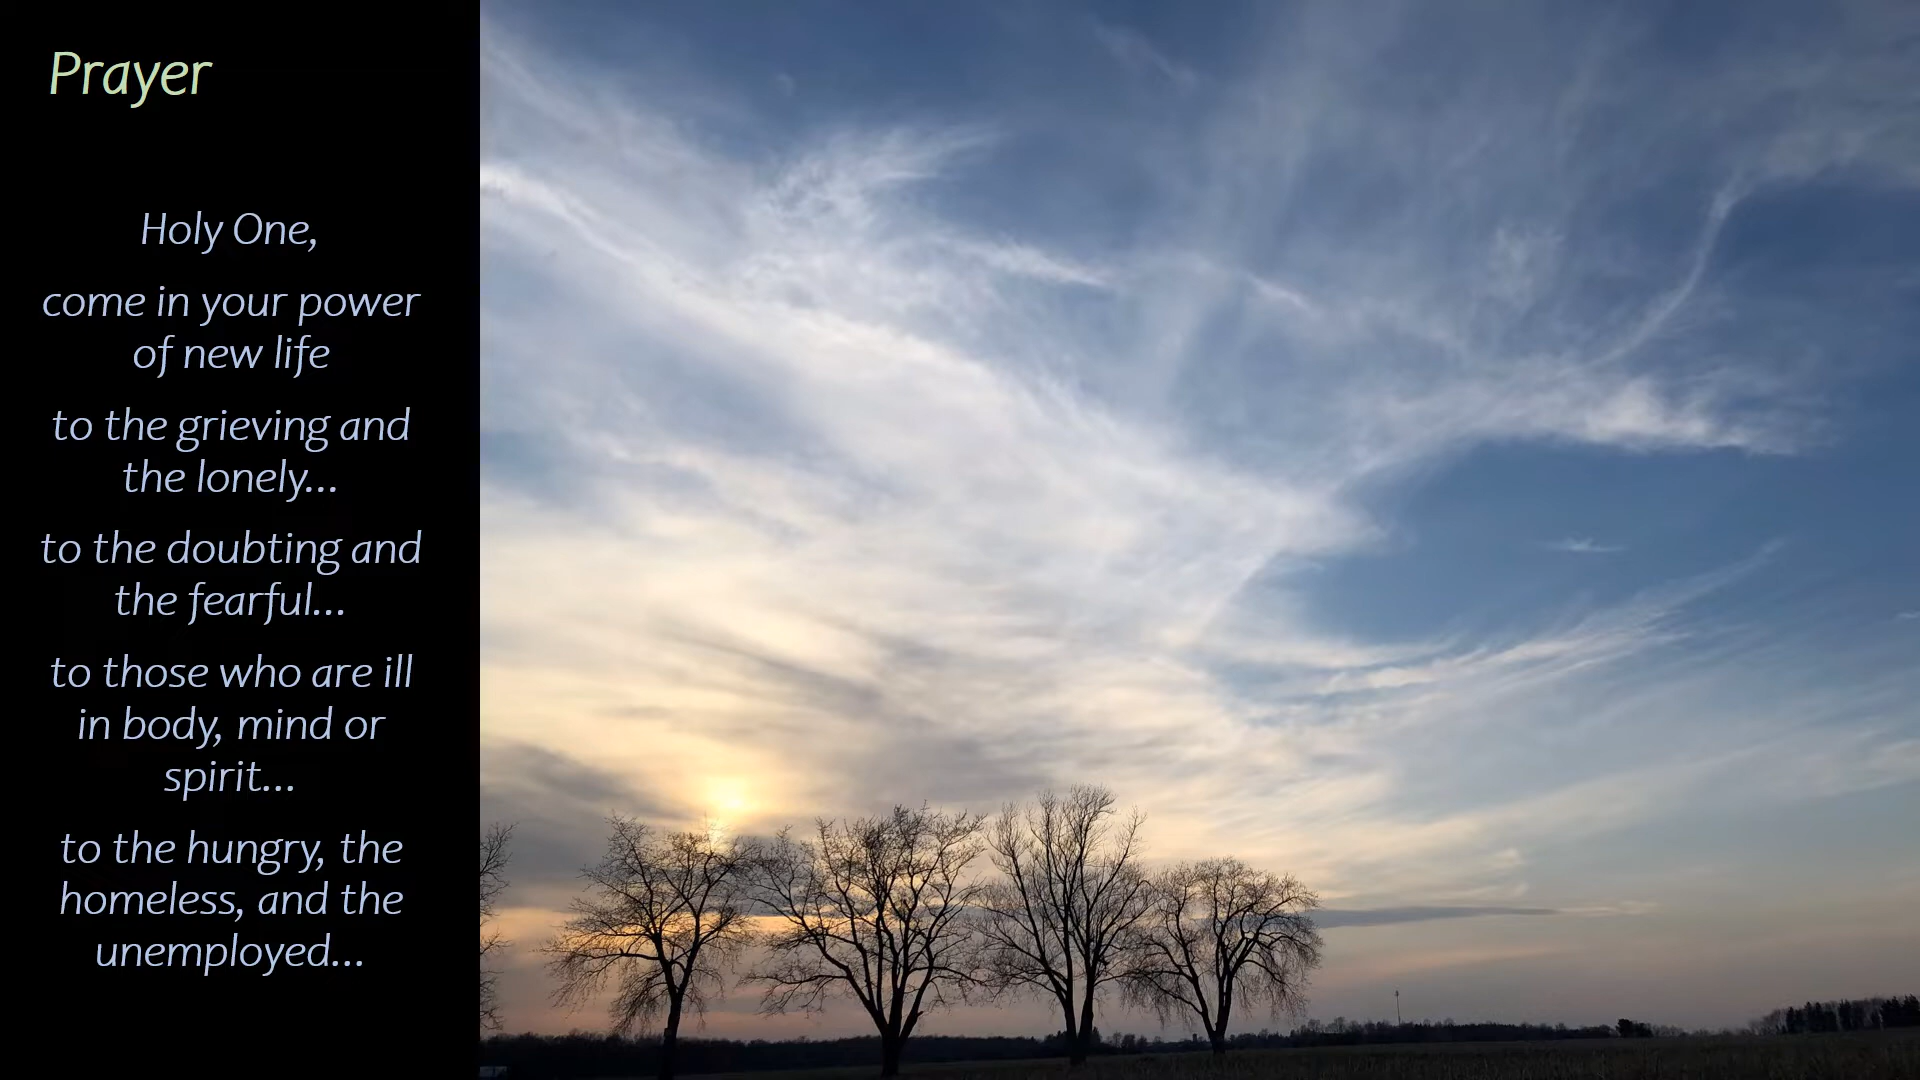 Prayer
Holy One,
come in your power
of new life
to the grieving and
the lonely...
to the doubting and
the fearful...
to those who are ill
in body, mind or
spirit...
to the hungry, the
homeless, and the
unemployed...